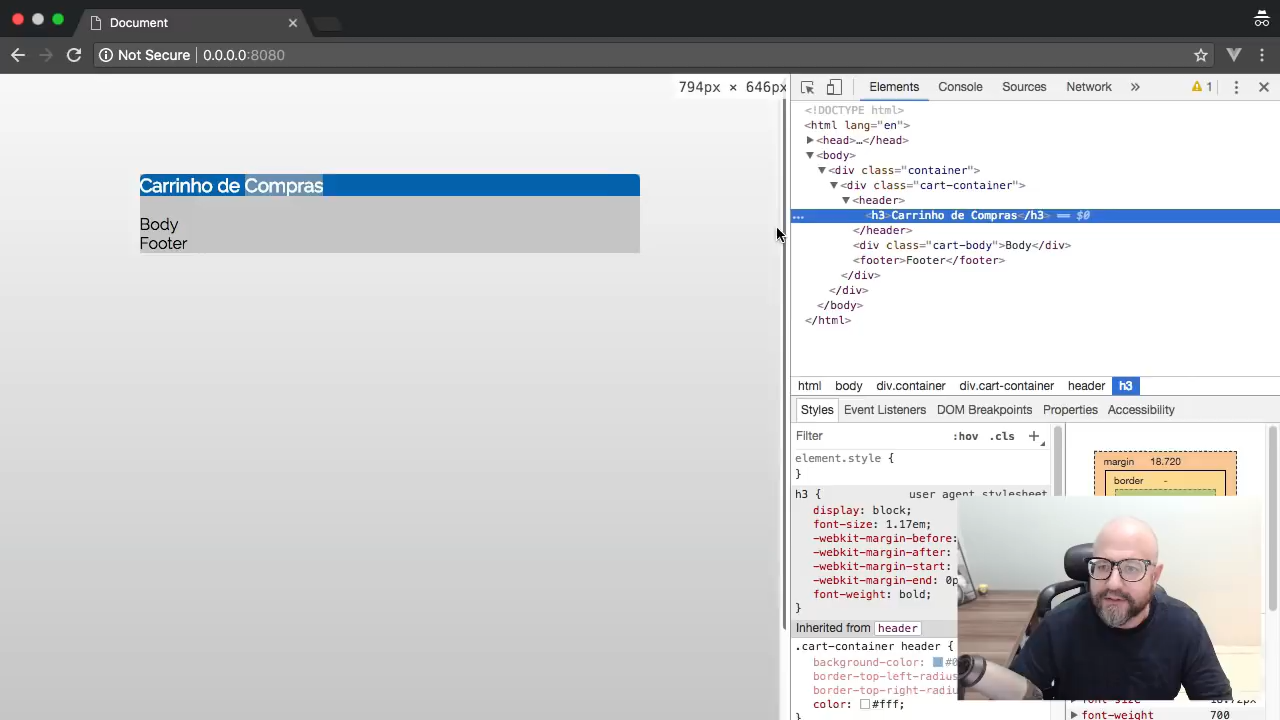 Document
Not Secure 0.0.0.0:8080
794px × 646px
Carrinho de Compras
Body
Footer
Elements Console Sources Network » 1
<!DOCTYPE html>
<html lang="en">
<head>…</head>
<body>
<div class="container">
<div class="cart-container">
<header>
… <h3>Carrinho de Compras</h3> == $0
</header>
<div class="cart-body">Body</div>
<footer>Footer</footer>
</div>
</div>
</body>
</html>
html body div.container div.cart-container header h3
Styles Event Listeners DOM Breakpoints Properties Accessibility
Filter :hov .cls +
element.style {
}
h3 { user agent stylesheet
display: block;
font-size: 1.17em;
-webkit-margin-before:
-webkit-margin-after:
-webkit-margin-start:
-webkit-margin-end: 0p
font-weight: bold;
}
Inherited from header
.cart-container header {
background-color: #0
border-top-left-radius
border-top-right-radiu
color: #fff;
}
margin 18.720
border -
font-weight 700